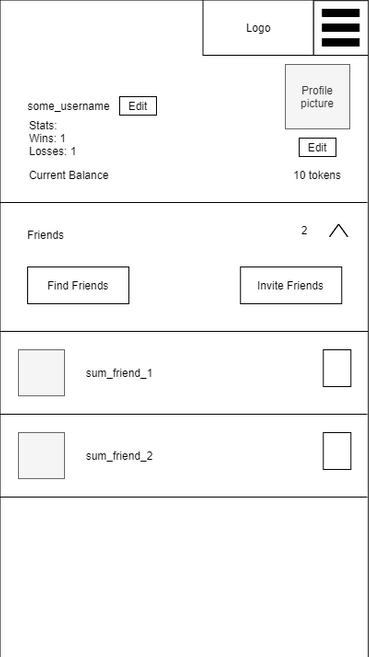 Logo
Profile
picture
some_username
Edit
Stats:
Wins: 1
Losses: 1
Edit
Current Balance
10 tokens
Friends
2
Find Friends
Invite Friends
sum_friend_1
sum_friend_2